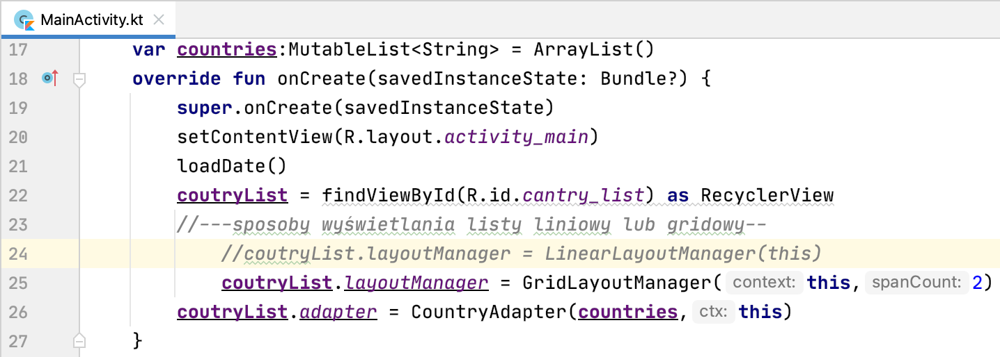 MainActivity.kt
17 var countries:MutableList<String> = ArrayList()
18 override fun onCreate(savedInstanceState: Bundle?) {
19 super.onCreate(savedInstanceState)
20 setContentView(R.layout.activity_main)
21 loadDate()
22 coutryList = findViewById(R.id.cantry_list) as RecyclerView
23 //---sposoby wyświetlania listy liniowy lub gridowy--
24 //coutryList.layoutManager = LinearLayoutManager(this)
25 coutryList.layoutManager = GridLayoutManager( context: this, spanCount: 2)
26 coutryList.adapter = CountryAdapter(countries, ctx: this)
27 }